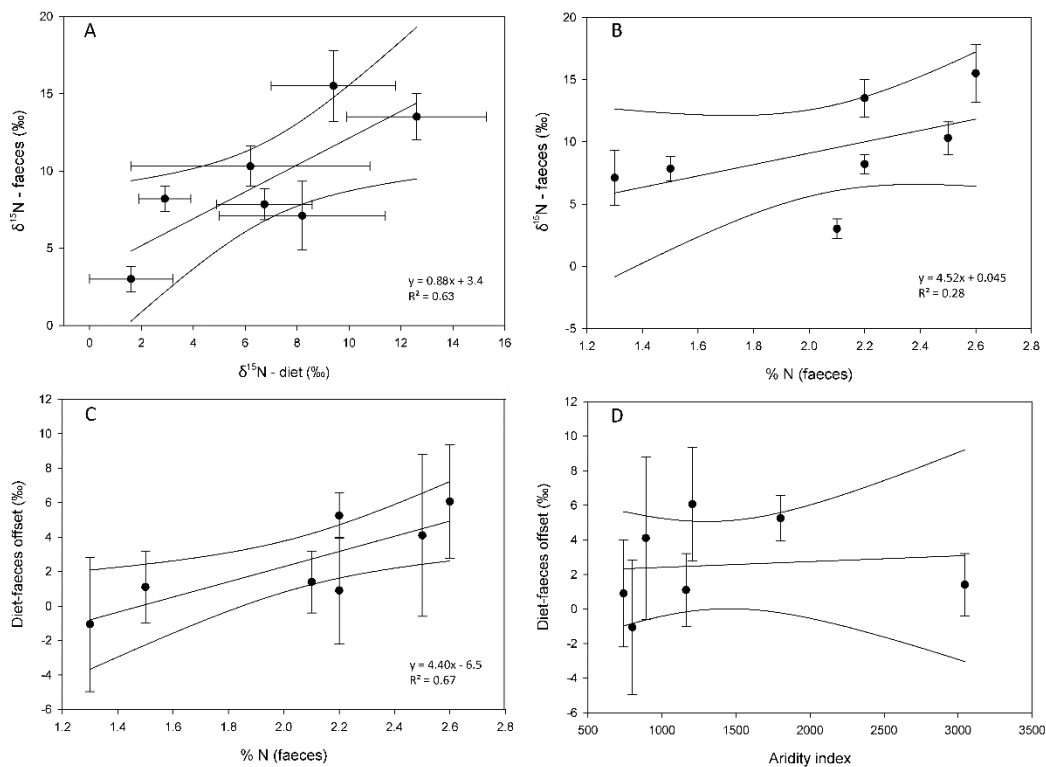 A
20
15
10
5
0
δ¹⁵N - faeces (‰)
y = 0.88x + 3.4
R² = 0.63
0 2 4 6 8 10 12 14 16
δ¹⁵N - diet (‰)
B
20
15
10
5
0
-5
δ¹⁵N - faeces (‰)
y = 4.52x + 0.045
R² = 0.28
1.2 1.4 1.6 1.8 2.0 2.2 2.4 2.6 2.8
% N (faeces)
C
12
10
8
6
4
2
0
-2
-4
-6
Diet-faeces offset (‰)
y = 4.40x - 6.5
R² = 0.67
1.2 1.4 1.6 1.8 2.0 2.2 2.4 2.6 2.8
% N (faeces)
D
12
10
8
6
4
2
0
-2
-4
-6
Diet-faeces offset (‰)
500 1000 1500 2000 2500 3000 3500
Aridity index